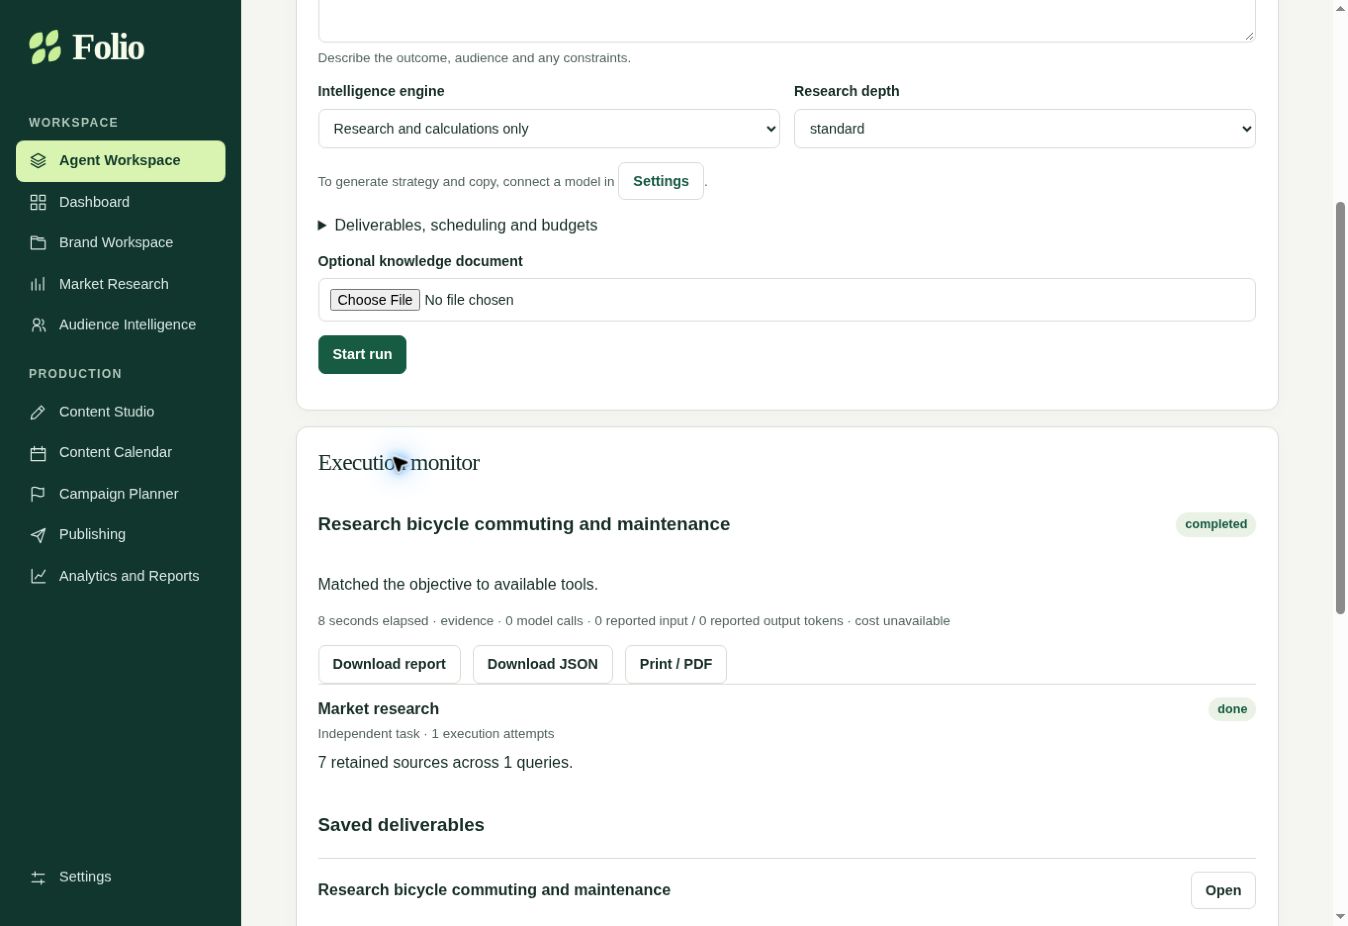 Folio
WORKSPACE
Agent Workspace
Dashboard
Brand Workspace
Market Research
Audience Intelligence
PRODUCTION
Content Studio
Content Calendar
Campaign Planner
Publishing
Analytics and Reports
Settings
Describe the outcome, audience and any constraints.
Intelligence engine
Research depth
Research and calculations only
standard
To generate strategy and copy, connect a model in Settings.
Deliverables, scheduling and budgets
Optional knowledge document
Choose File No file chosen
Start run
Execution monitor
Research bicycle commuting and maintenance
completed
Matched the objective to available tools.
8 seconds elapsed · evidence · 0 model calls · 0 reported input / 0 reported output tokens · cost unavailable
Download report
Download JSON
Print / PDF
Market research
done
Independent task · 1 execution attempts
7 retained sources across 1 queries.
Saved deliverables
Research bicycle commuting and maintenance
Open